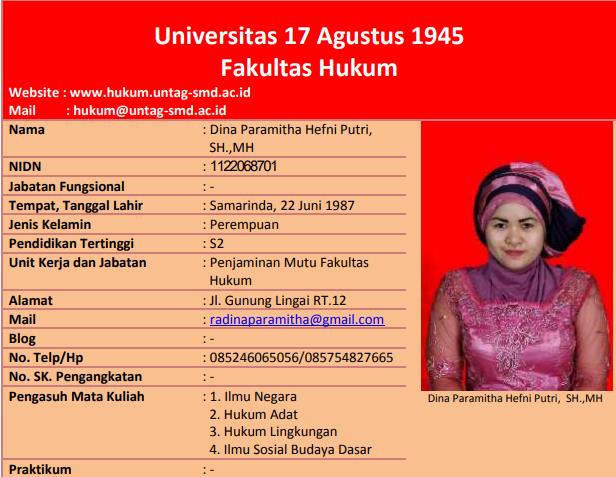 Universitas 17 Agustus 1945
Fakultas Hukum
Website : www.hukum.untag-smd.ac.id
Mail : hukum@untag-smd.ac.id
Nama : Dina Paramitha Hefni Putri,
SH.,MH
NIDN : 1122068701
Jabatan Fungsional : -
Tempat, Tanggal Lahir : Samarinda, 22 Juni 1987
Jenis Kelamin : Perempuan
Pendidikan Tertinggi : S2
Unit Kerja dan Jabatan : Penjaminan Mutu Fakultas
Hukum
Alamat : Jl. Gunung Lingai RT.12
Mail : radinaparamitha@gmail.com
Blog : -
No. Telp/Hp : 085246065056/085754827665
No. SK. Pengangkatan : -
Pengasuh Mata Kuliah : 1. Ilmu Negara
2. Hukum Adat
3. Hukum Lingkungan
4. Ilmu Sosial Budaya Dasar
Praktikum : -
Dina Paramitha Hefni Putri, SH.,MH